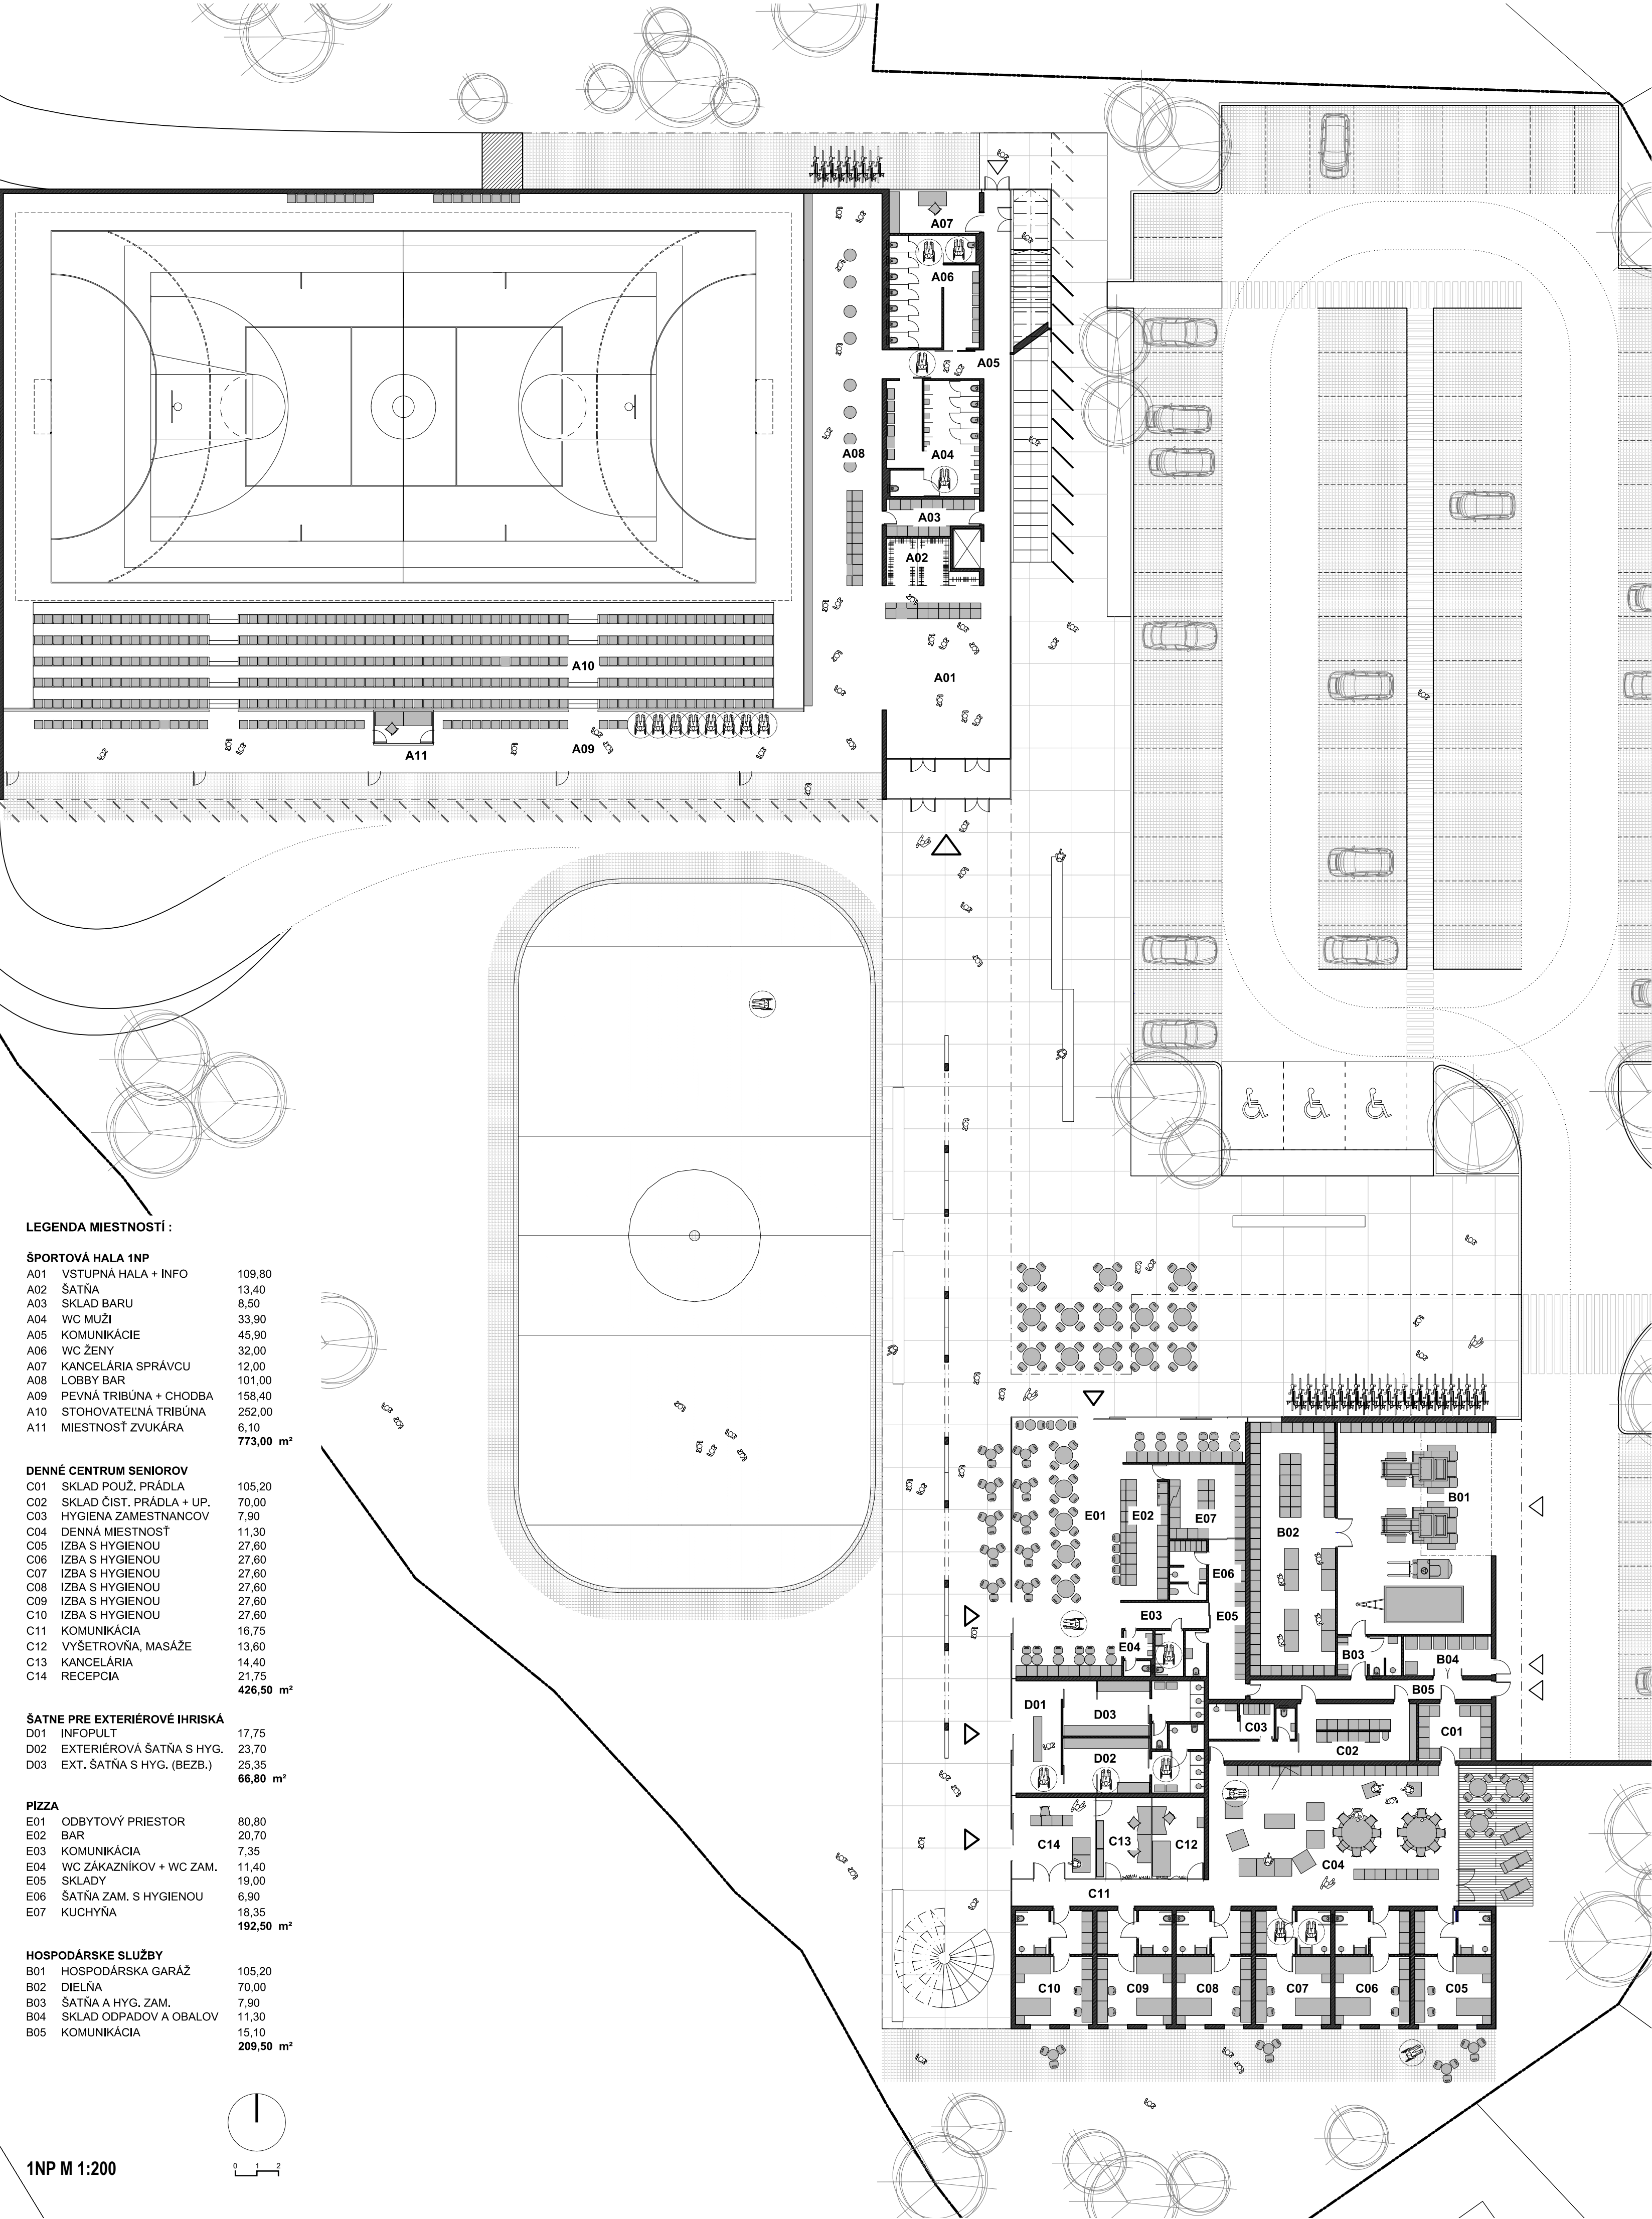 A07
A06
A05
A08
A04
A03
A02
A10
A01
A09
A11
LEGENDA MIESTNOSTÍ :
ŠPORTOVÁ HALA 1NP
A01 VSTUPNÁ HALA + INFO 109,80
A02 ŠATŇA 13,40
A03 SKLAD BARU 8,50
A04 WC MUŽI 33,90
A05 KOMUNIKÁCIE 45,90
A06 WC ŽENY 32,00
A07 KANCELÁRIA SPRÁVCU 12,00
A08 LOBBY BAR 101,00
A09 PEVNÁ TRIBÚNA + CHODBA 158,40
A10 STOHOVATEĽNÁ TRIBÚNA 252,00
A11 MIESTNOSŤ ZVUKÁRA 6,10
773,00 m²
DENNÉ CENTRUM SENIOROV
C01 SKLAD POUŽ. PRÁDLA 105,20
C02 SKLAD ČIST. PRÁDLA + UP. 70,00
C03 HYGIENA ZAMESTNANCOV 7,90
C04 DENNÁ MIESTNOSŤ 11,30
C05 IZBA S HYGIENOU 27,60
C06 IZBA S HYGIENOU 27,60
C07 IZBA S HYGIENOU 27,60
C08 IZBA S HYGIENOU 27,60
C09 IZBA S HYGIENOU 27,60
C10 IZBA S HYGIENOU 27,60
C11 KOMUNIKÁCIA 16,75
C12 VYŠETROVŇA, MASÁŽE 13,60
C13 KANCELÁRIA 14,40
C14 RECEPCIA 21,75
426,50 m²
ŠATNE PRE EXTERIÉROVÉ IHRISKÁ
D01 INFOPULT 17,75
D02 EXTERIÉROVÁ ŠATŇA S HYG. 23,70
D03 EXT. ŠATŇA S HYG. (BEZB.) 25,35
66,80 m²
PIZZA
E01 ODBYTOVÝ PRIESTOR 80,80
E02 BAR 20,70
E03 KOMUNIKÁCIA 7,35
E04 WC ZÁKAZNÍKOV + WC ZAM. 11,40
E05 SKLADY 19,00
E06 ŠATŇA ZAM. S HYGIENOU 6,90
E07 KUCHYŇA 18,35
192,50 m²
HOSPODÁRSKE SLUŽBY
B01 HOSPODÁRSKA GARÁŽ 105,20
B02 DIELŇA 70,00
B03 ŠATŇA A HYG. ZAM. 7,90
B04 SKLAD ODPADOV A OBALOV 11,30
B05 KOMUNIKÁCIA 15,10
209,50 m²
1NP M 1:200
0 1 2
B01
E01
E02
E07
B02
E06
E03
E05
E04
B03
B04
B05
D01
D03
C03
C01
C02
D02
C14
C13
C12
C04
C11
C10
C09
C08
C07
C06
C05